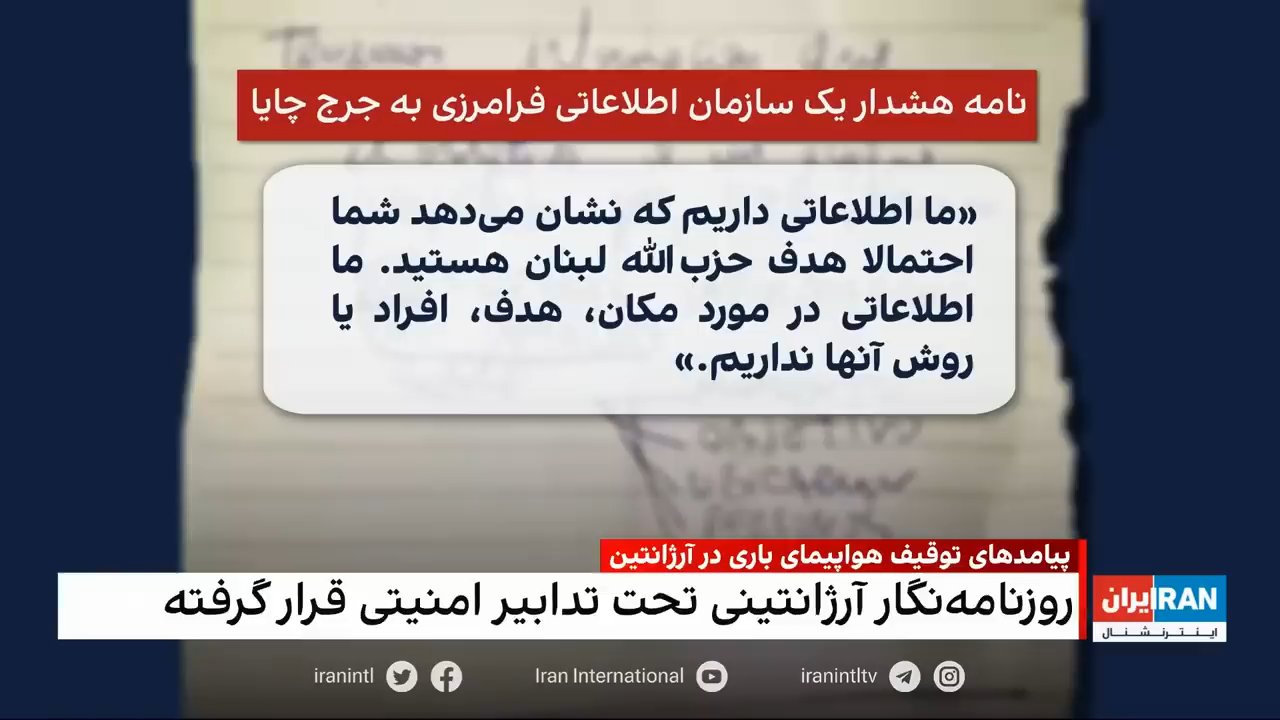 نامه هشدار یک سازمان اطلاعاتی فرامرزی به جرج چایا
«ما اطلاعاتی داریم که نشان می‌دهد شما
احتمالا هدف حزب‌الله لبنان هستید. ما
اطلاعاتی در مورد مکان، هدف، افراد یا
روش آنها نداریم.»
پیامدهای توقیف هواپیمای باری در آرژانتین
روزنامه‌نگار آرژانتینی تحت تدابیر امنیتی قرار گرفته
ایران IRAN
اینترنشنال
iranintl
Iran International
iranintltv